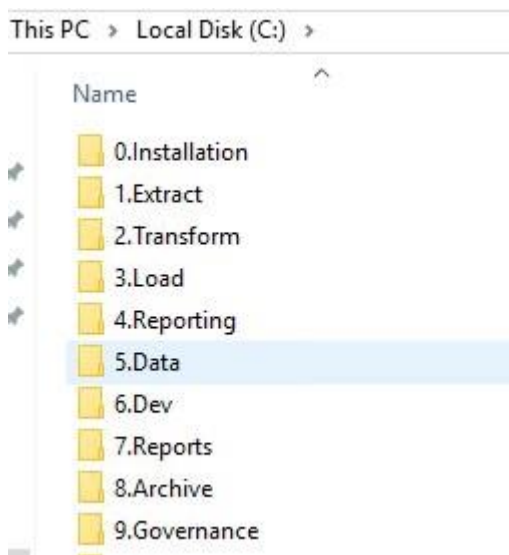 This PC > Local Disk (C:) >
Name
0.Installation
1.Extract
2.Transform
3.Load
4.Reporting
5.Data
6.Dev
7.Reports
8.Archive
9.Governance